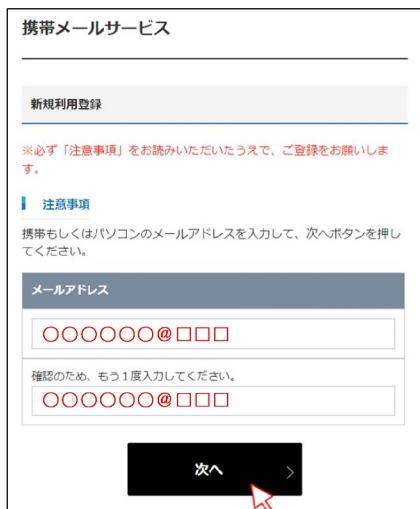 携帯メールサービス
新規利用登録
※必ず「注意事項」をお読みいただいたうえで、ご登録をお願いしま
す。
注意事項
携帯もしくはパソコンのメールアドレスを入力して、次へボタンを押し
てください。
メールアドレス
〇〇〇〇〇〇@□□□
確認のため、もう1度入力してください。
〇〇〇〇〇〇@□□□
次へ